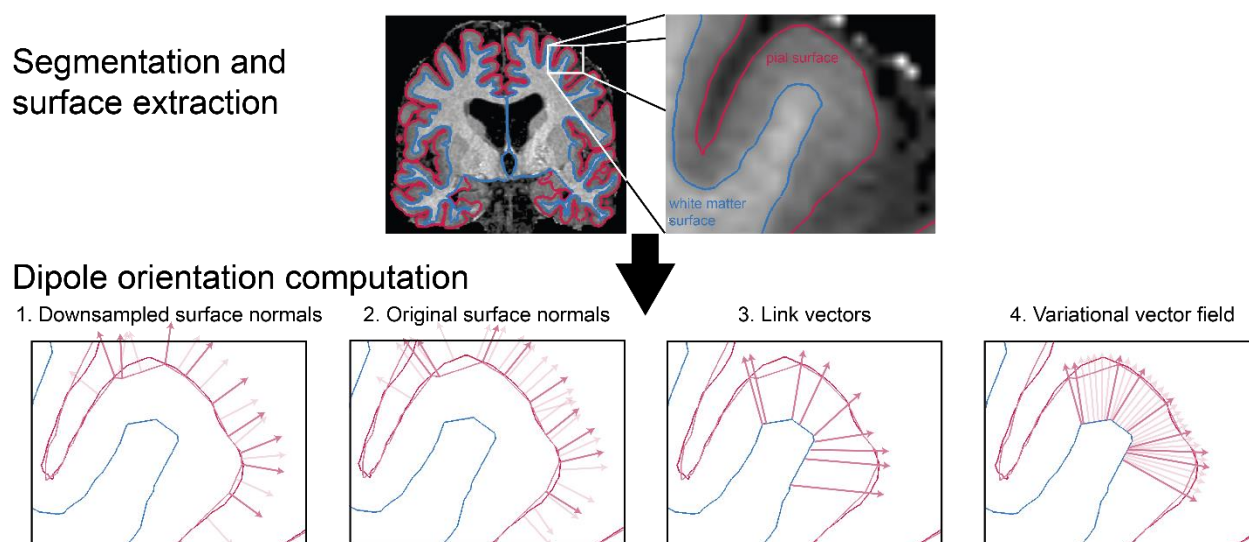 Segmentation and
surface extraction
pial surface
white matter
surface
Dipole orientation computation
1. Downsampled surface normals
2. Original surface normals
3. Link vectors
4. Variational vector field